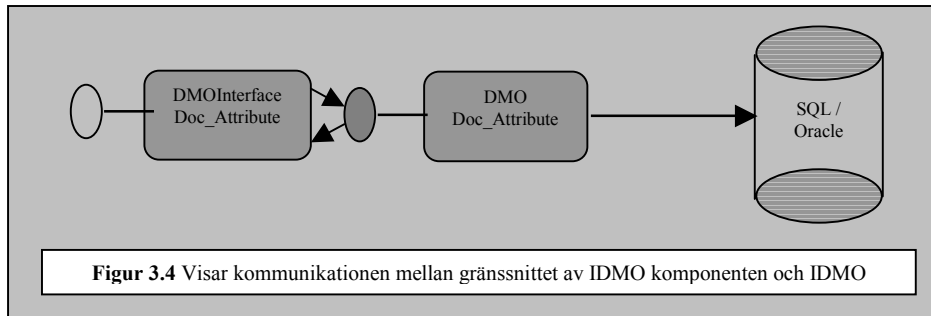 DMOInterface
Doc_Attribute
DMO
Doc_Attribute
SQL /
Oracle
Figur 3.4 Visar kommunikationen mellan gränssnittet av IDMO komponenten och IDMO